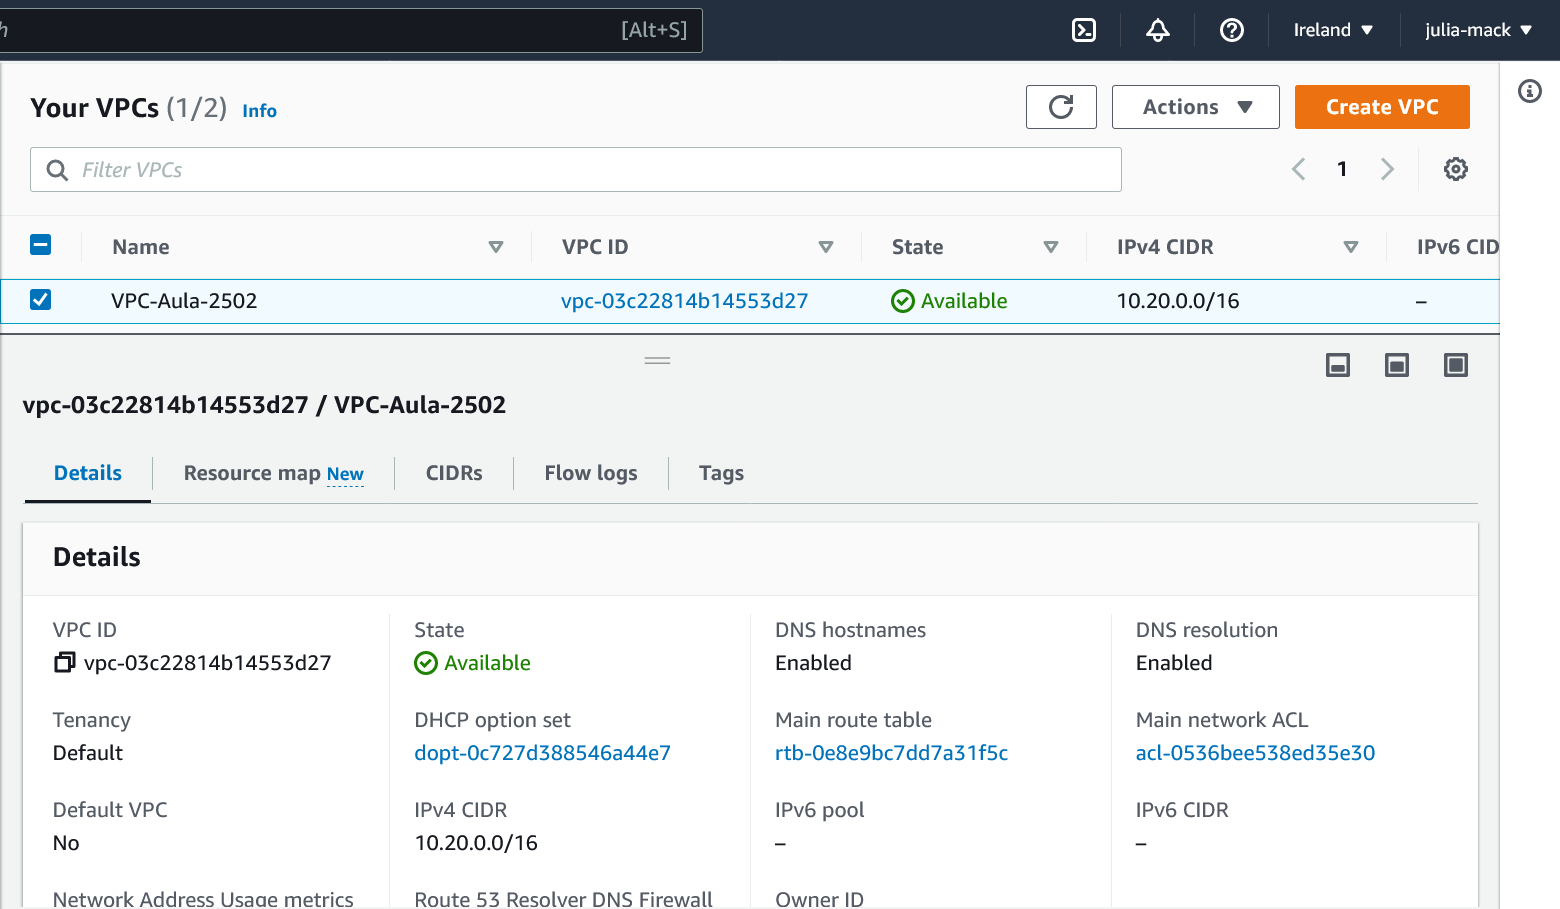 h [Alt+S] Ireland julia-mack
Your VPCs (1/2) Info Actions Create VPC
Filter VPCs 1
Name VPC ID State IPv4 CIDR IPv6 CID
VPC-Aula-2502 vpc-03c22814b14553d27 Available 10.20.0.0/16 –
vpc-03c22814b14553d27 / VPC-Aula-2502
Details Resource map New CIDRs Flow logs Tags
Details
VPC ID State DNS hostnames DNS resolution
vpc-03c22814b14553d27 Available Enabled Enabled
Tenancy DHCP option set Main route table Main network ACL
Default dopt-0c727d388546a44e7 rtb-0e8e9bc7dd7a31f5c acl-0536bee538ed35e30
Default VPC IPv4 CIDR IPv6 pool IPv6 CIDR
No 10.20.0.0/16 – –
Network Address Usage metrics Route 53 Resolver DNS Firewall Owner ID